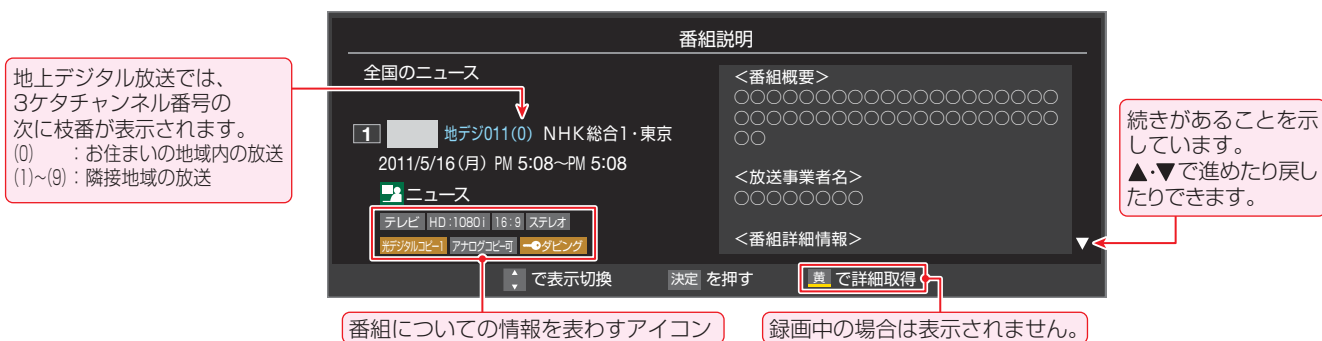 番組説明
地上デジタル放送では、
3ケタチャンネル番号の
次に枝番が表示されます。
(0)　：お住まいの地域内の放送
(1)~(9)：隣接地域の放送
全国のニュース
1 地デジ011(0) NHK総合1・東京
2011/5/16(月) PM 5:08～PM 5:08
ニュース
テレビ HD:1080i 16:9 ステレオ
光デジタルコピー1 アナログコピー可 ダビング
<番組概要>
○○○○○○○○○○○○○○○○○○○○
○○○○○○○○○○○○○○○○○○○○
○○
<放送事業者名>
○○○○○○○○
<番組詳細情報>
▼
続きがあることを示
しています。
▲・▼で進めたり戻し
たりできます。
で表示切換 決定 を押す 黄 で詳細取得
番組についての情報を表わすアイコン
録画中の場合は表示されません。